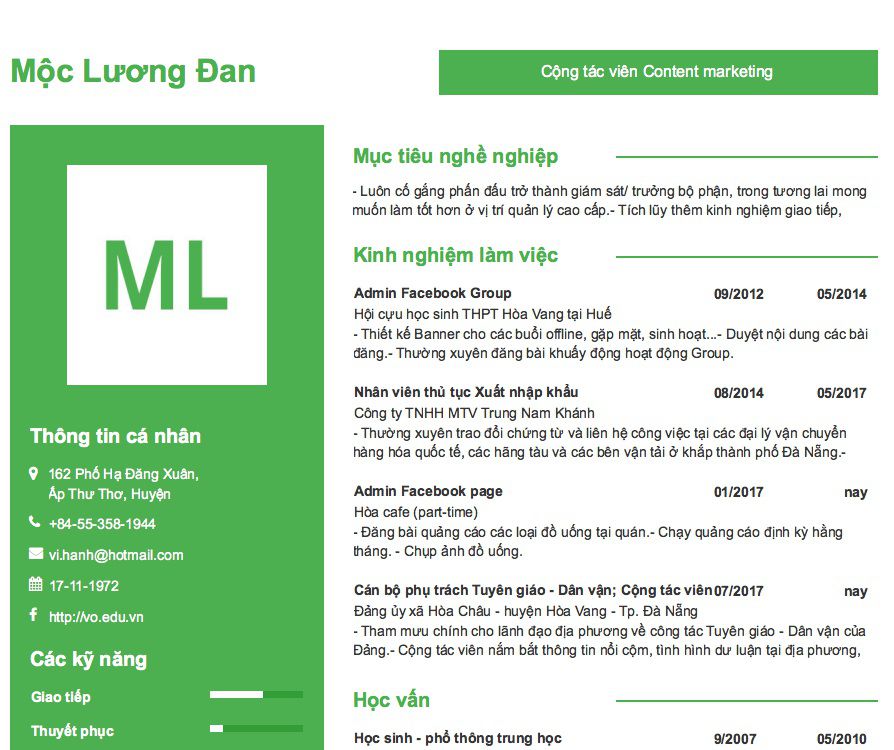 Mộc Lương Đan
Cộng tác viên Content marketing
ML
Thông tin cá nhân
162 Phố Hạ Đăng Xuân,
Ấp Thư Thơ, Huyện
+84-55-358-1944
vi.hanh@hotmail.com
17-11-1972
http://vo.edu.vn
Các kỹ năng
Giao tiếp
Thuyết phục
Mục tiêu nghề nghiệp
- Luôn cố gắng phấn đấu trở thành giám sát/ trưởng bộ phận, trong tương lai mong
muốn làm tốt hơn ở vị trí quản lý cao cấp.- Tích lũy thêm kinh nghiệm giao tiếp,
Kinh nghiệm làm việc
Admin Facebook Group 09/2012 05/2014
Hội cựu học sinh THPT Hòa Vang tại Huế
- Thiết kế Banner cho các buổi offline, gặp mặt, sinh hoạt...- Duyệt nội dung các bài
đăng.- Thường xuyên đăng bài khuấy động hoạt động Group.
Nhân viên thủ tục Xuất nhập khẩu 08/2014 05/2017
Công ty TNHH MTV Trung Nam Khánh
- Thường xuyên trao đổi chứng từ và liên hệ công việc tại các đại lý vận chuyển
hàng hóa quốc tế, các hãng tàu và các bên vận tải ở khắp thành phố Đà Nẵng.-
Admin Facebook page 01/2017 nay
Hòa cafe (part-time)
- Đăng bài quảng cáo các loại đồ uống tại quán.- Chạy quảng cáo định kỳ hằng
tháng. - Chụp ảnh đồ uống.
Cán bộ phụ trách Tuyên giáo - Dân vận; Cộng tác viên 07/2017 nay
Đảng ủy xã Hòa Châu - huyện Hòa Vang - Tp. Đà Nẵng
- Tham mưu chính cho lãnh đạo địa phương về công tác Tuyên giáo - Dân vận của
Đảng.- Cộng tác viên nắm bắt thông tin nổi cộm, tình hình dư luận tại địa phương,
Học vấn
Học sinh - phổ thông trung học 9/2007 05/2010